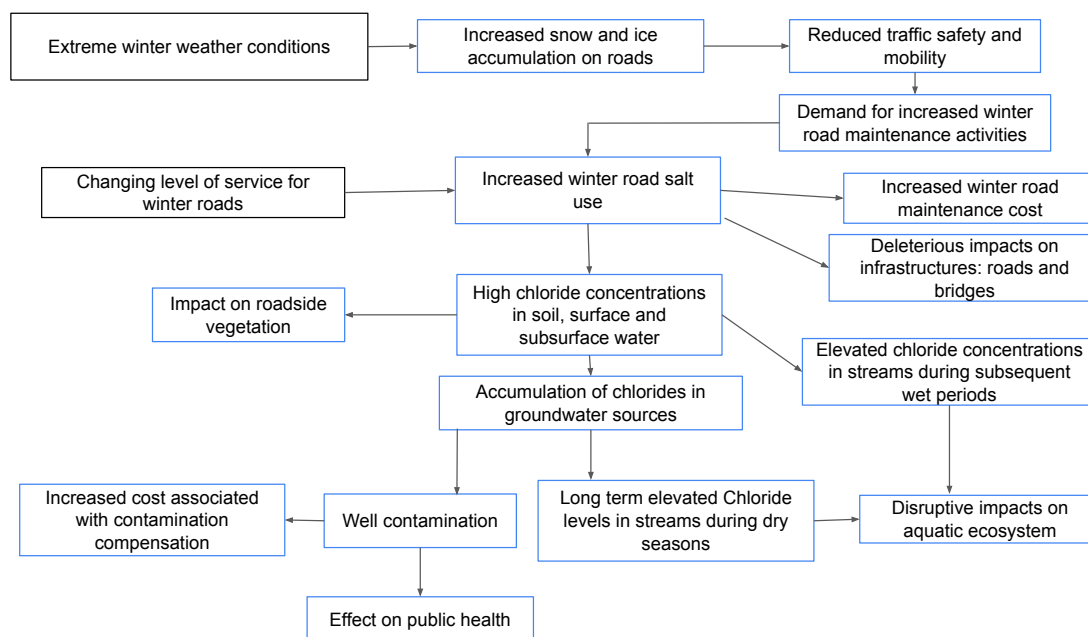 Extreme winter weather conditions
Increased snow and ice
accumulation on roads
Reduced traffic safety and
mobility
Demand for increased winter
road maintenance activities
Changing level of service for
winter roads
Increased winter road salt
use
Increased winter road
maintenance cost
Deleterious impacts on
infrastructures: roads and
bridges
Impact on roadside
vegetation
High chloride concentrations
in soil, surface and
subsurface water
Elevated chloride concentrations
in streams during subsequent
wet periods
Accumulation of chlorides in
groundwater sources
Increased cost associated
with contamination
compensation
Well contamination
Long term elevated Chloride
levels in streams during dry
seasons
Disruptive impacts on
aquatic ecosystem
Effect on public health